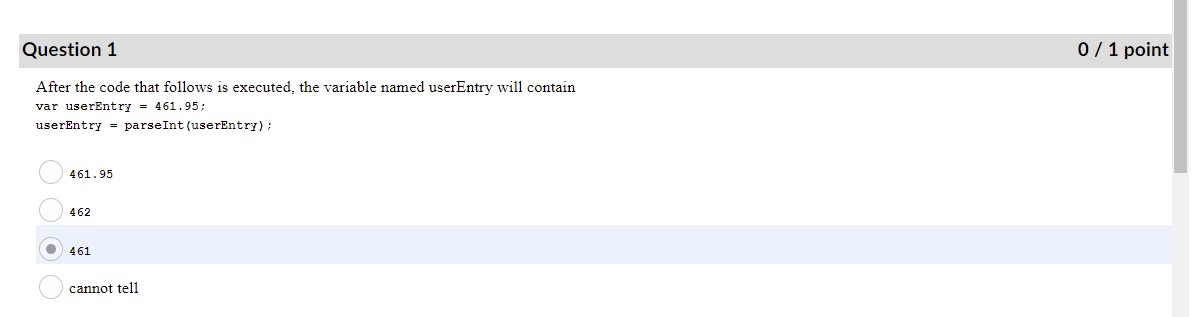 Question 1
0 / 1 point
After the code that follows is executed, the variable named userEntry will contain
var userEntry = 461.95;
userEntry = parseInt(userEntry);
461.95
462
461
cannot tell